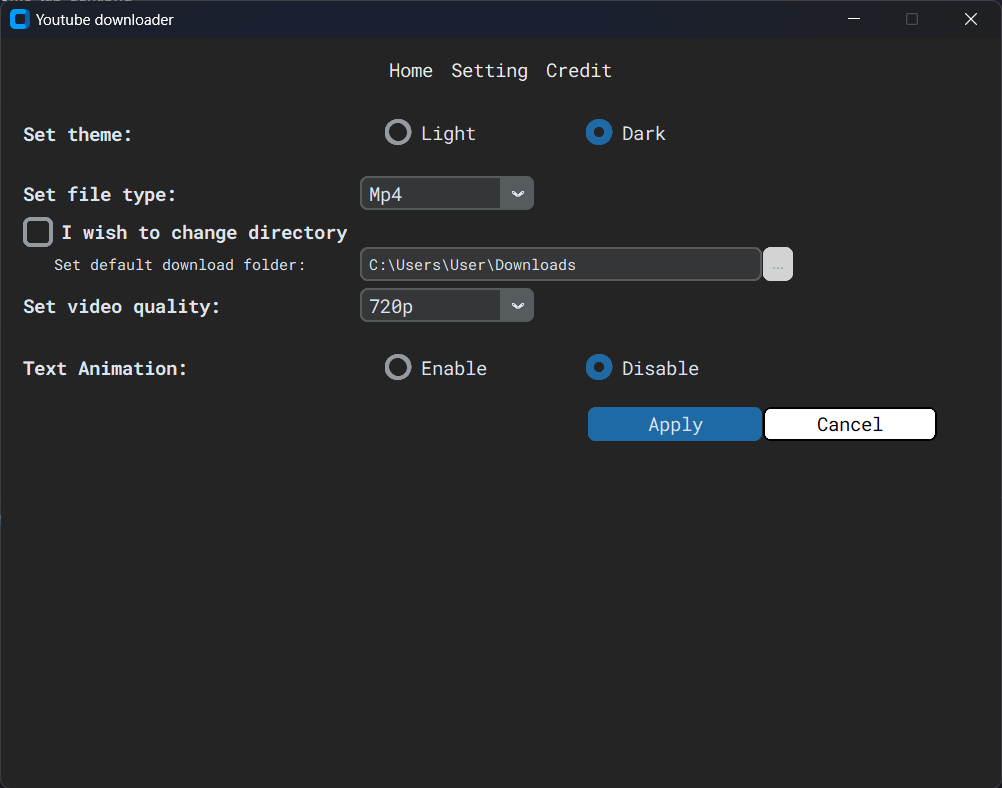 Youtube downloader
Home Setting Credit
Set theme: Light Dark
Set file type: Mp4
I wish to change directory
Set default download folder: C:\Users\User\Downloads ...
Set video quality: 720p
Text Animation: Enable Disable
Apply Cancel